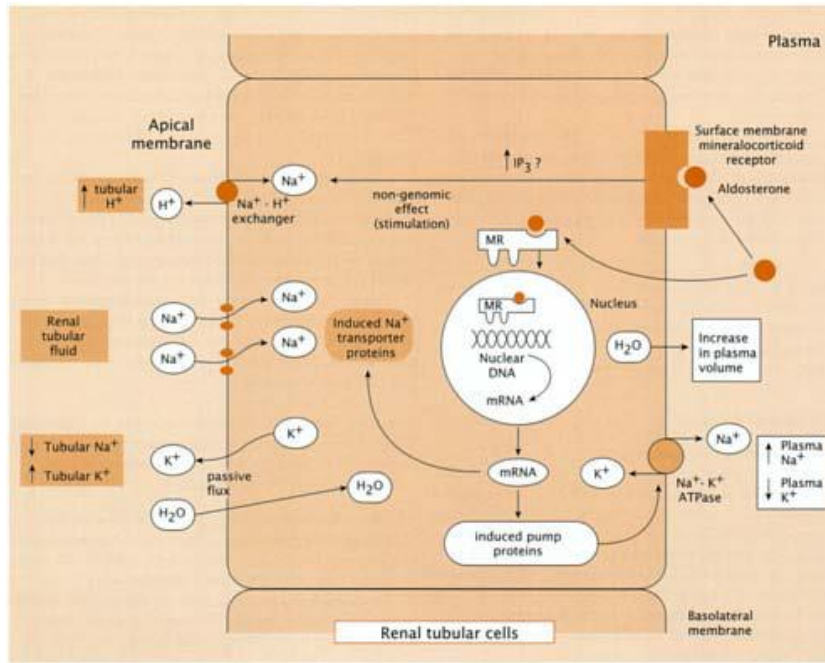 Plasma
Apical
membrane
Surface membrane
mineralocorticoid
receptor
↑ IP₃ ?
↑ tubular
H⁺
H⁺
Na⁺
Na⁺ - H⁺
exchanger
non-genomic
effect
(stimulation)
Aldosterone
MR
Na⁺
Na⁺
Renal
tubular
fluid
Na⁺
Na⁺
Induced Na⁺
transporter
proteins
MR
Nucleus
Nuclear
DNA
mRNA
H₂O
Increase
in plasma
volume
↓ Tubular Na⁺
↑ Tubular K⁺
K⁺
K⁺
passive
flux
H₂O
H₂O
mRNA
K⁺
Na⁺
Na⁺- K⁺
ATPase
↑ Plasma
Na⁺
↓ Plasma
K⁺
induced pump
proteins
Renal tubular cells
Basolateral
membrane